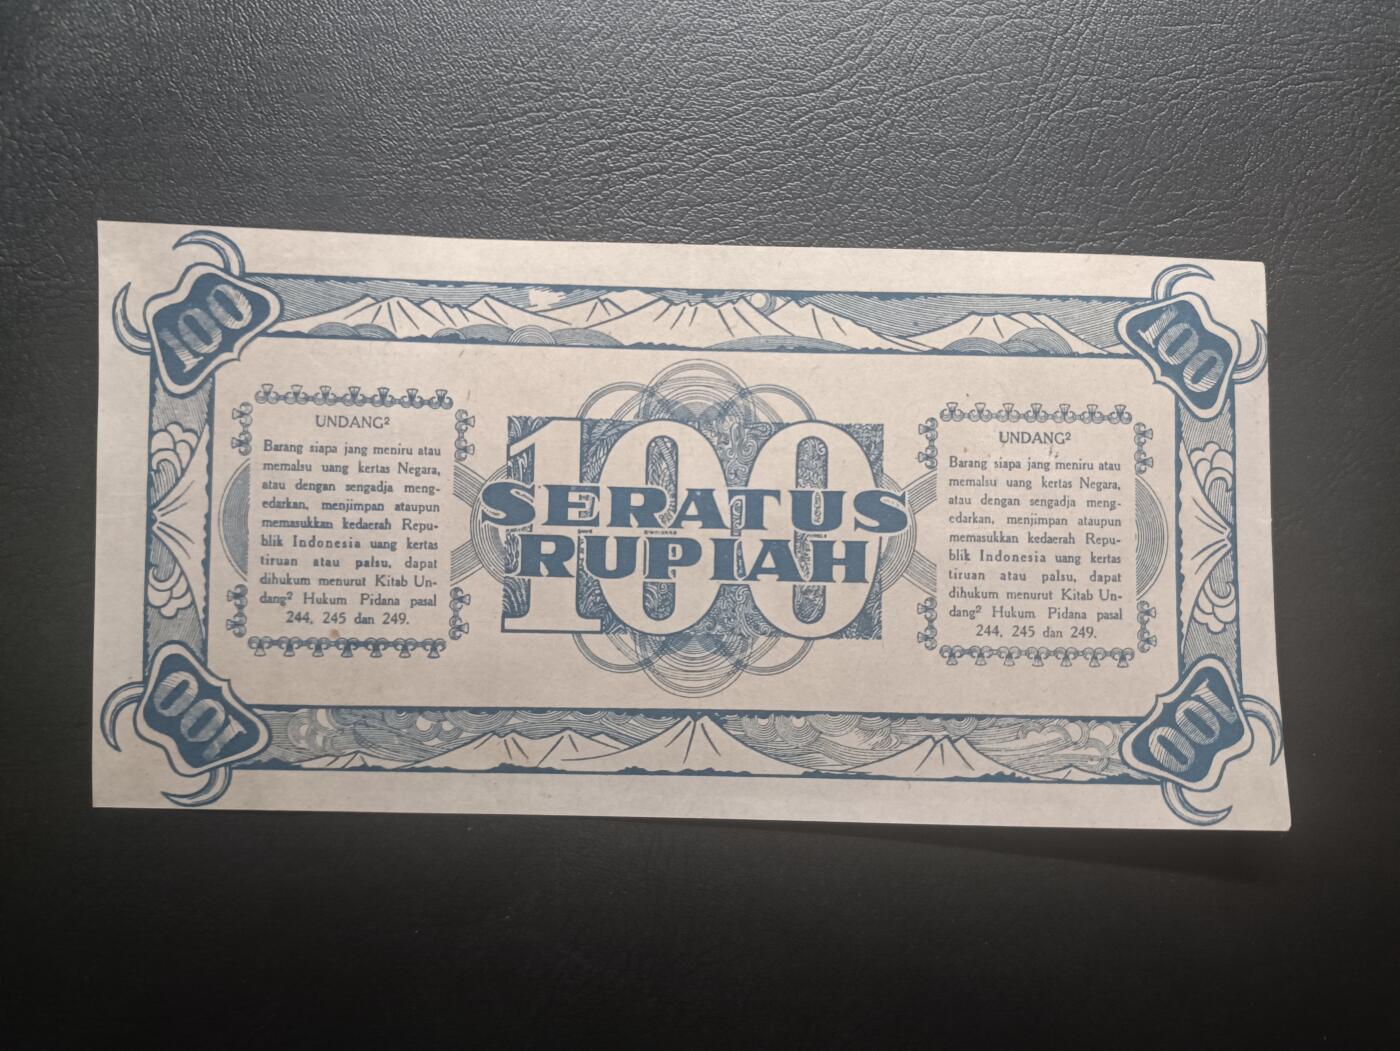 100
100
UNDANG²
Barang siapa jang meniru atau
memalsu uang kertas Negara,
atau dengan sengadja meng-
edarkan, menjimpan ataupun
memasukkan kedaerah Repu-
blik Indonesia uang kertas
tiruan atau palsu, dapat
dihukum menurut Kitab Un-
dang² Hukum Pidana pasal
244, 245 dan 249.
100
SERATUS
RUPIAH
UNDANG²
Barang siapa jang meniru atau
memalsu uang kertas Negara,
atau dengan sengadja meng-
edarkan, menjimpan ataupun
memasukkan kedaerah Repu-
blik Indonesia uang kertas
tiruan atau palsu, dapat
dihukum menurut Kitab Un-
dang² Hukum Pidana pasal
244, 245 dan 249.
100
100